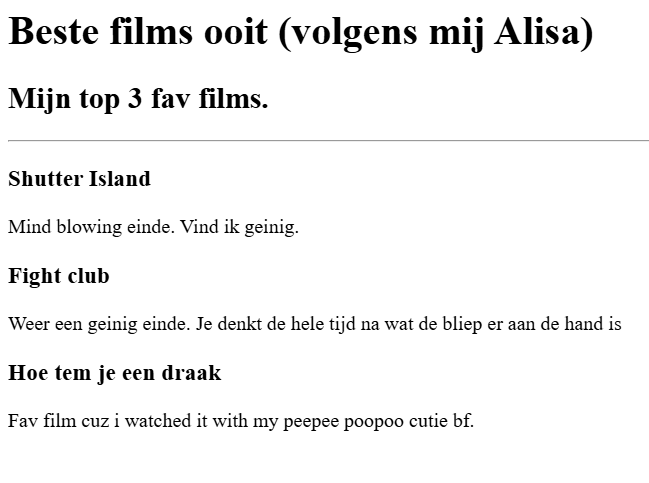 Beste films ooit (volgens mij Alisa)
Mijn top 3 fav films.
Shutter Island
Mind blowing einde. Vind ik geinig.
Fight club
Weer een geinig einde. Je denkt de hele tijd na wat de bliep er aan de hand is
Hoe tem je een draak
Fav film cuz i watched it with my peepee poopoo cutie bf.